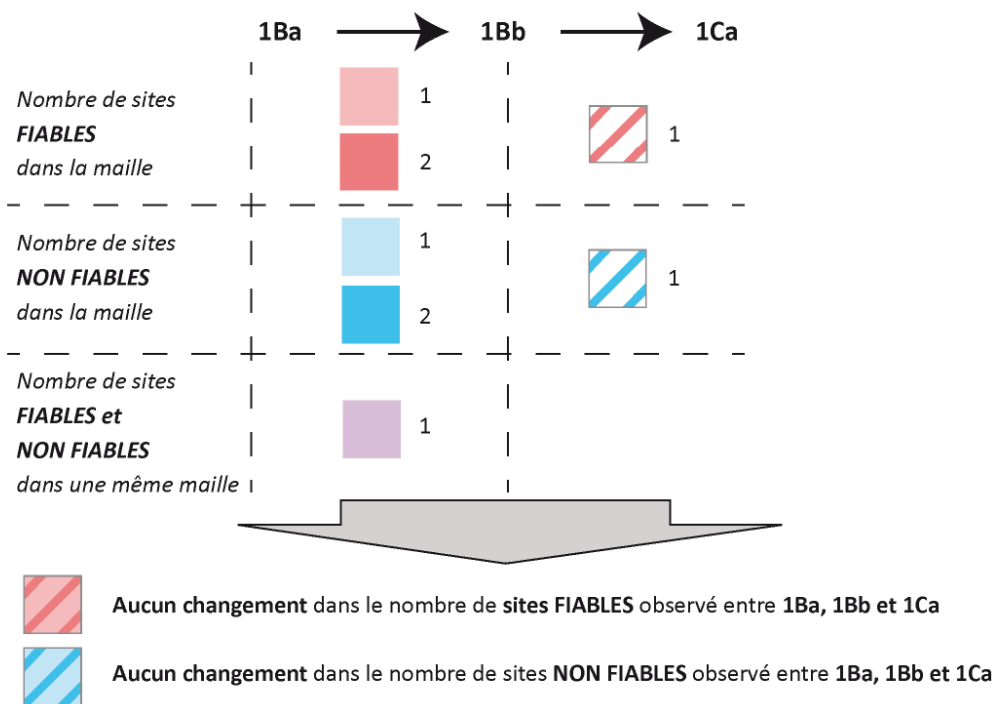 1Ba 1Bb 1Ca
Nombre de sites
FIABLES
dans la maille
1
2
1
Nombre de sites
NON FIABLES
dans la maille
1
2
1
Nombre de sites
FIABLES et
NON FIABLES
dans une même maille
1
Aucun changement dans le nombre de sites FIABLES observé entre 1Ba, 1Bb et 1Ca
Aucun changement dans le nombre de sites NON FIABLES observé entre 1Ba, 1Bb et 1Ca